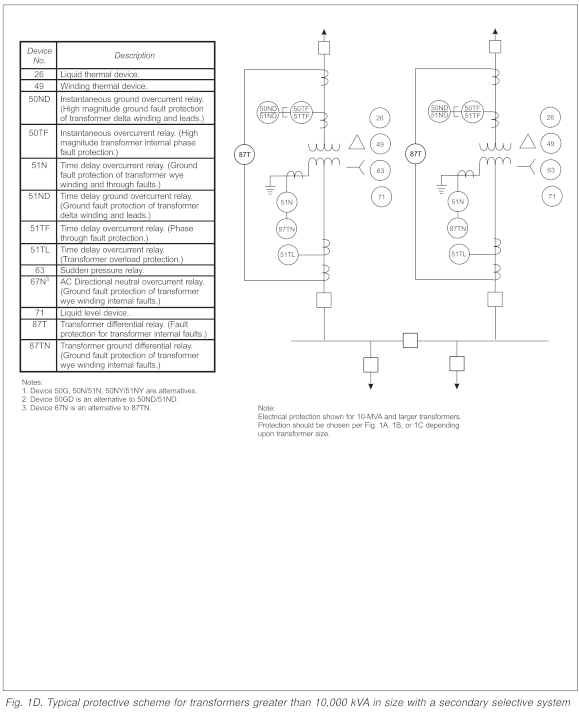 Device
No.
Description
26
Liquid thermal device.
49
Winding thermal device.
50ND
Instantaneous ground overcurrent relay.
(High magnitude ground fault protection
of transformer delta winding and leads.)
50TF
Instantaneous overcurrent relay. (High
magnitude transformer internal phase
fault protection.)
51N
Time delay overcurrent relay. (Ground
fault protection of transformer wye
winding and through faults.)
51ND
Time delay ground overcurrent relay.
(Ground fault protection of transformer
delta winding and leads.)
51TF
Time delay overcurrent relay. (Phase
through fault protection.)
51TL
Time delay overcurrent relay.
(Transformer overload protection.)
63
Sudden pressure relay.
67N³
AC Directional neutral overcurrent relay.
(Ground fault protection of transformer
wye winding internal faults.)
71
Liquid level device..
87T
Transformer differential relay. (Fault
protection for transformer internal faults.)
87TN
Transformer ground differential relay.
(Ground fault protection of transformer
wye winding internal faults.)
Notes:
1. Device 50G, 50N/51N, 50NY/51NY are alternatives.
2. Device 50GD is an alternative to 50ND/51ND.
3. Device 67N is an alternative to 87TN.
50ND
51ND
50TF
51TF
26
49
63
71
87T
51N
87TN
51TL
50ND
51ND
50TF
51TF
26
49
63
71
87T
51N
87TN
51TL
Note:
Electrical protection shown for 10-MVA and larger transformers.
Protection should be chosen per Fig. 1A, 1B, or 1C depending
upon transformer size.
Fig. 1D. Typical protective scheme for transformers greater than 10,000 kVA in size with a secondary selective system